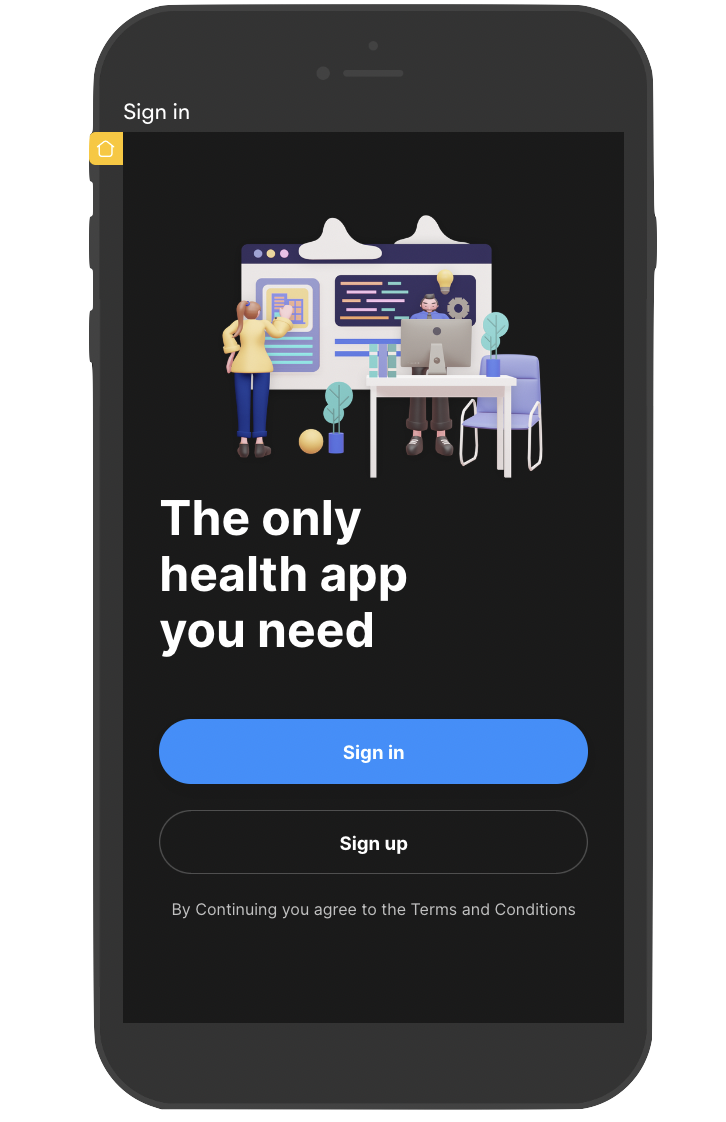 Sign in
The only
health app
you need
Sign in
Sign up
By Continuing you agree to the Terms and Conditions